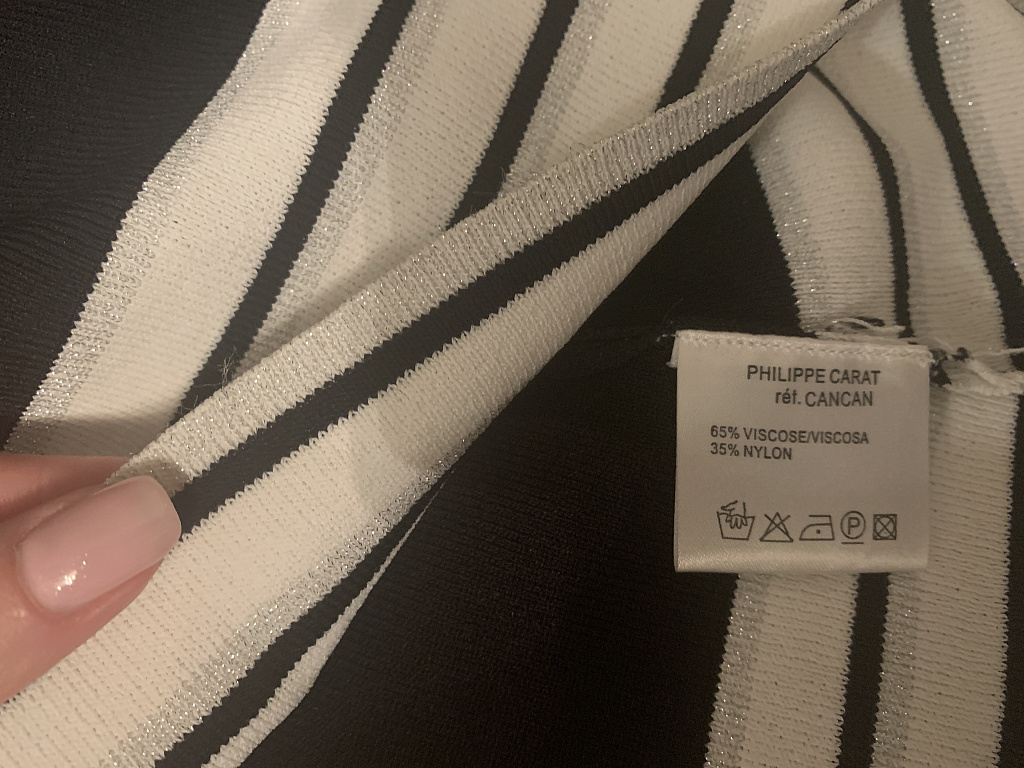 PHILIPPE CARAT
réf. CANCAN
65% VISCOSE/VISCOSA
35% NYLON
P